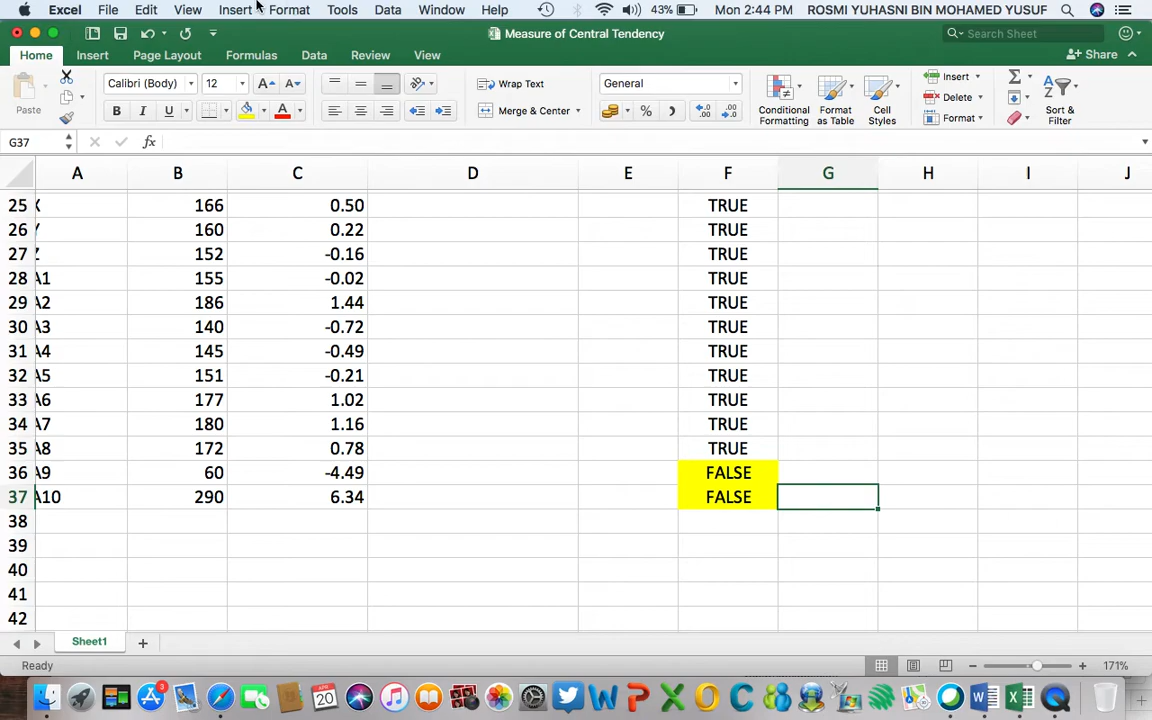 Excel File Edit View Insert Format Tools Data Window Help 43% Mon 2:44 PM ROSMI YUHASNI BIN MOHAMED YUSUF
Measure of Central Tendency Search Sheet
Home Insert Page Layout Formulas Data Review View Share
Paste Calibri (Body) 12 A A Wrap Text General Conditional Formatting Format as Table Cell Styles Insert Sort & Filter
B I U A Merge & Center % Delete
Format
G37 fx
A B C D E F G H I J
25 X 166 0.50 TRUE
26 Y 160 0.22 TRUE
27 Z 152 -0.16 TRUE
28 A1 155 -0.02 TRUE
29 A2 186 1.44 TRUE
30 A3 140 -0.72 TRUE
31 A4 145 -0.49 TRUE
32 A5 151 -0.21 TRUE
33 A6 177 1.02 TRUE
34 A7 180 1.16 TRUE
35 A8 172 0.78 TRUE
36 A9 60 -4.49 FALSE
37 A10 290 6.34 FALSE
38
39
40
41
42
Sheet1
Ready 171%
3 APR 20